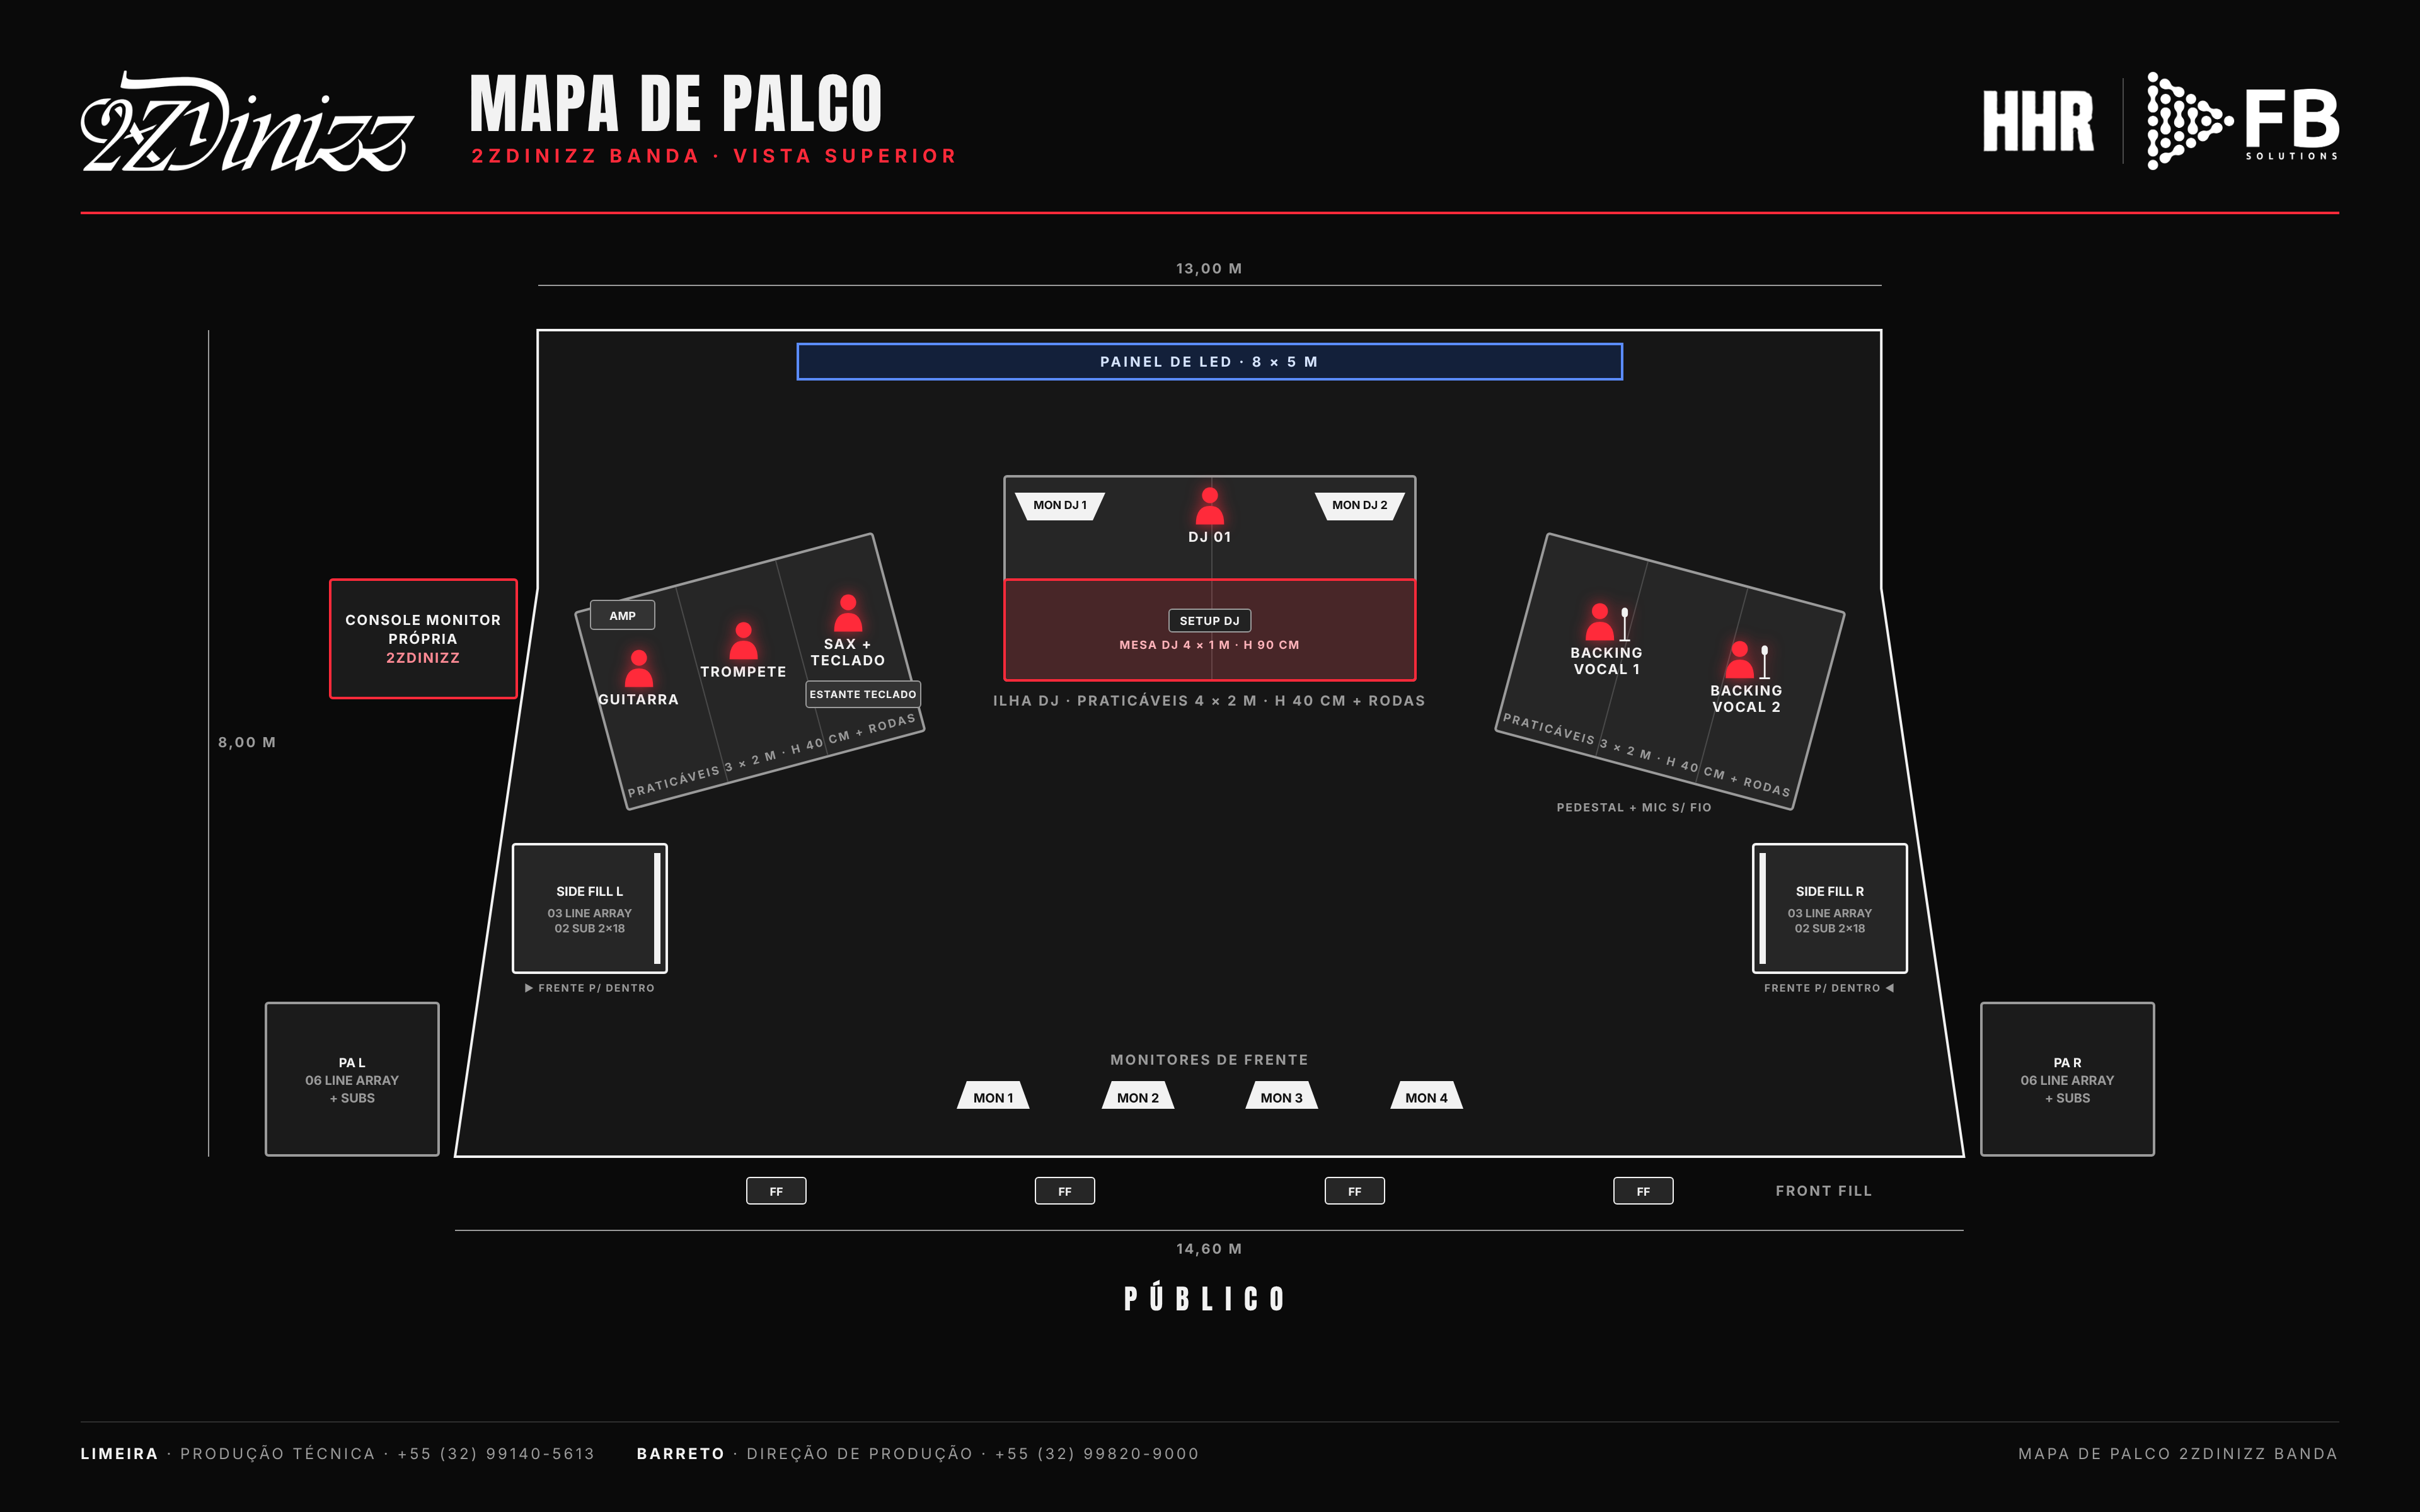 2ZDinizz
MAPA DE PALCO
2ZDINIZZ BANDA · VISTA SUPERIOR
HHR
FB
SOLUTIONS
13,00 M
PAINEL DE LED · 8 × 5 M
MON DJ 1
DJ 01
MON DJ 2
SETUP DJ
MESA DJ 4 × 1 M · H 90 CM
ILHA DJ · PRATICÁVEIS 4 × 2 M · H 40 CM + RODAS
CONSOLE MONITOR
PRÓPRIA
2ZDINIZZ
8,00 M
AMP
GUITARRA
TROMPETE
SAX +
TECLADO
ESTANTE TECLADO
PRATICÁVEIS 3 × 2 M · H 40 CM + RODAS
BACKING
VOCAL 1
BACKING
VOCAL 2
PRATICÁVEIS 3 × 2 M · H 40 CM + RODAS
PEDESTAL + MIC S/ FIO
SIDE FILL L
03 LINE ARRAY
02 SUB 2×18
▶ FRENTE P/ DENTRO
SIDE FILL R
03 LINE ARRAY
02 SUB 2×18
FRENTE P/ DENTRO ◀
PA L
06 LINE ARRAY
+ SUBS
MONITORES DE FRENTE
MON 1
MON 2
MON 3
MON 4
PA R
06 LINE ARRAY
+ SUBS
FF
FF
FF
FF
FRONT FILL
14,60 M
PÚBLICO
LIMEIRA · PRODUÇÃO TÉCNICA · +55 (32) 99140-5613
BARRETO · DIREÇÃO DE PRODUÇÃO · +55 (32) 99820-9000
MAPA DE PALCO 2ZDINIZZ BANDA